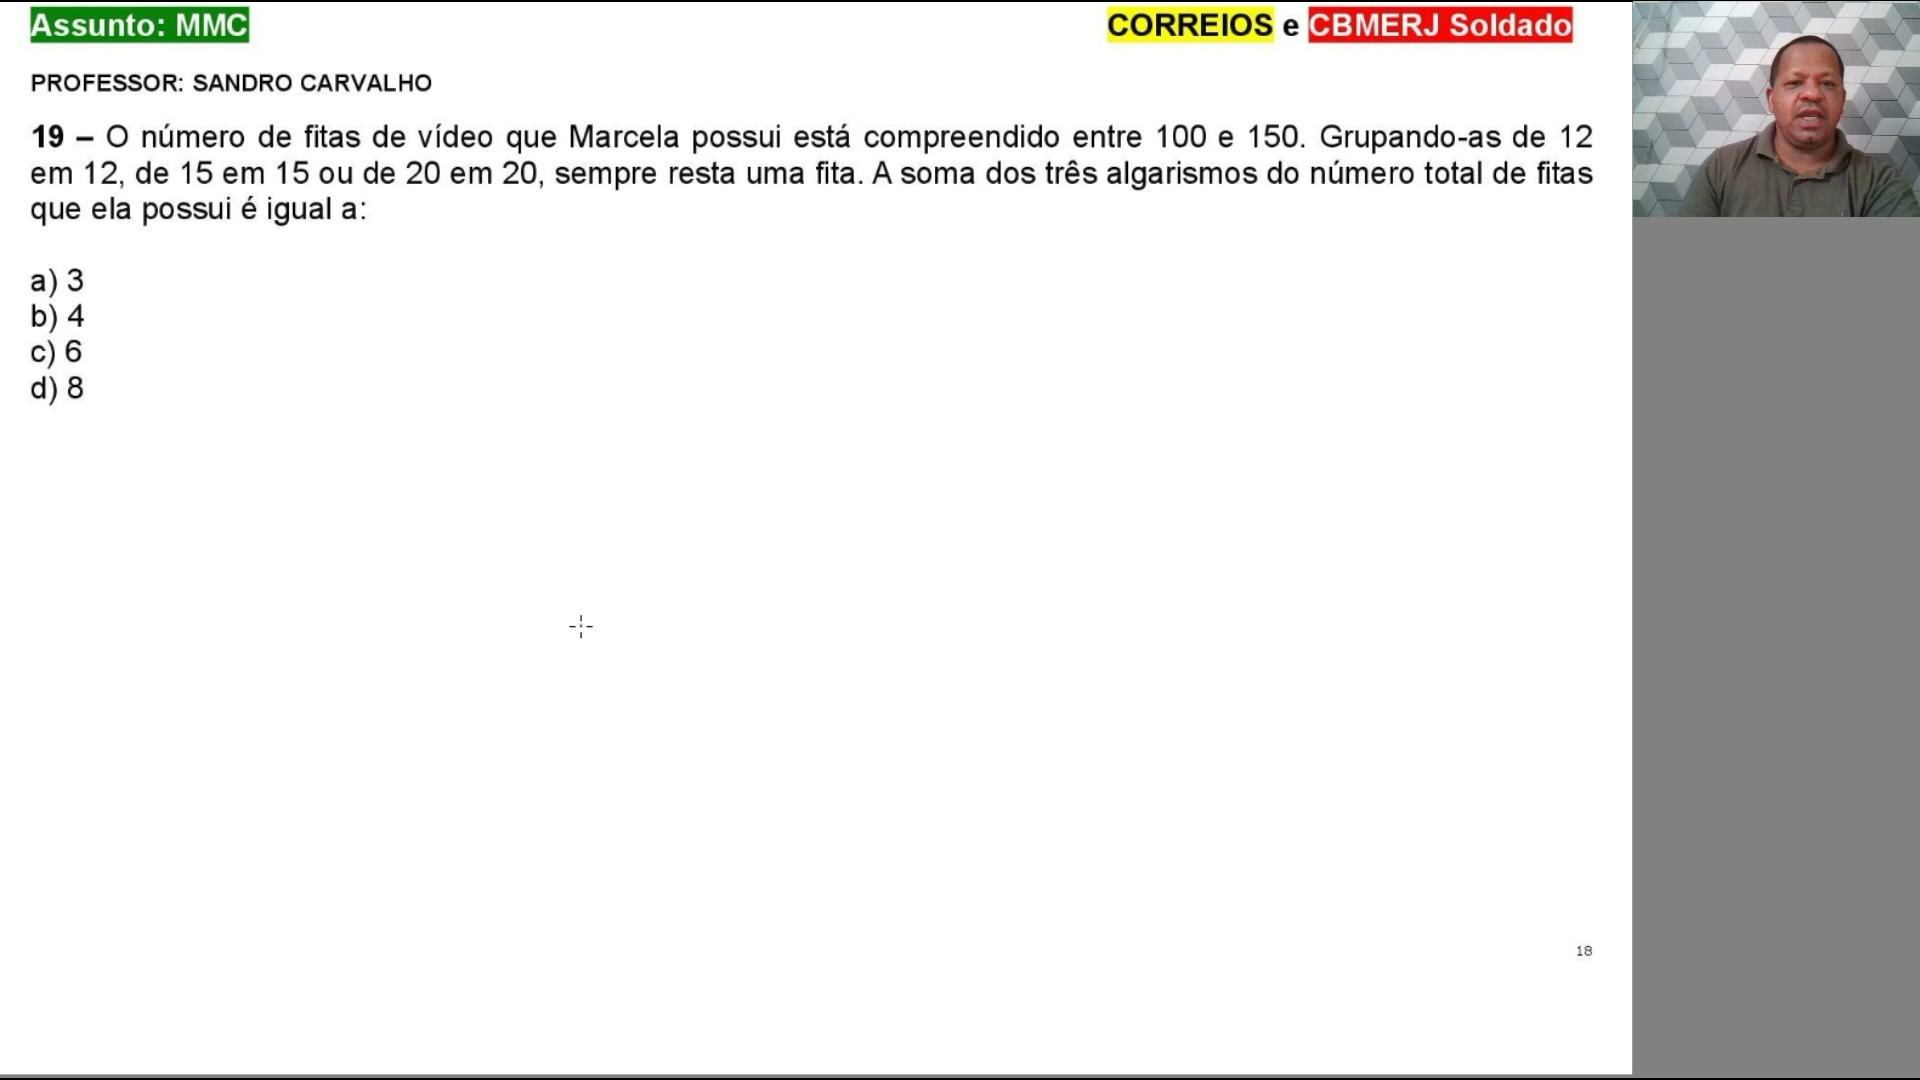 Assunto: MMC
CORREIOS e CBMERJ Soldado
PROFESSOR: SANDRO CARVALHO
19 – O número de fitas de vídeo que Marcela possui está compreendido entre 100 e 150. Grupando-as de 12
em 12, de 15 em 15 ou de 20 em 20, sempre resta uma fita. A soma dos três algarismos do número total de fitas
que ela possui é igual a:
a) 3
b) 4
c) 6
d) 8
18